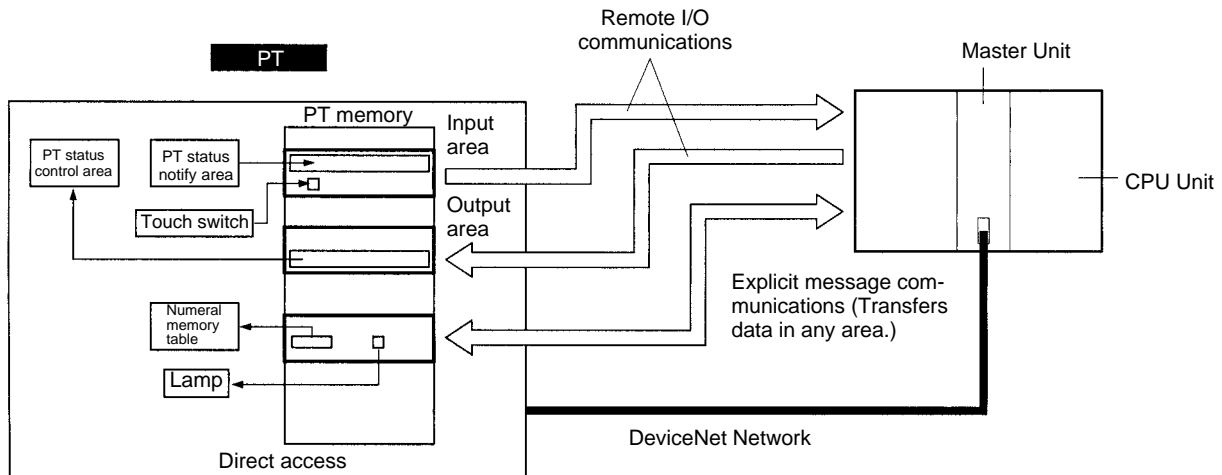 Remote I/O
communications
PT
Master Unit
PT memory
Input
area
PT status
control area
PT status
notify area
CPU Unit
Touch switch
Output
area
Explicit message com-
munications (Transfers
data in any area.)
Numeral
memory
table
Lamp
DeviceNet Network
Direct access